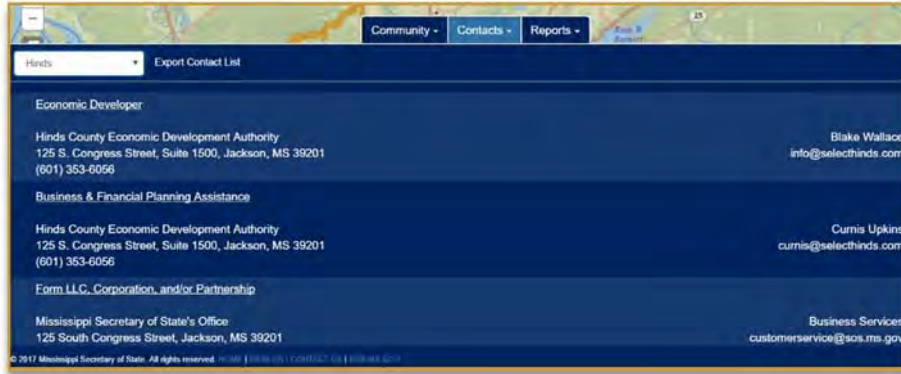 25
Community
Contacts
Reports
Hinds
Export Contact List
Economic Developer
Hinds County Economic Development Authority
Blake Wallace
125 S. Congress Street, Suite 1500, Jackson, MS 39201
info@selecthinds.com
(601) 353-6056
Business & Financial Planning Assistance
Hinds County Economic Development Authority
Curnis Upkins
125 S. Congress Street, Suite 1500, Jackson, MS 39201
curnis@selecthinds.com
(601) 353-6056
Form LLC, Corporation, and/or Partnership
Mississippi Secretary of State's Office
Business Services
125 South Congress Street, Jackson, MS 39201
customerservice@sos.ms.gov
© 2017 Mississippi Secretary of State. All rights reserved. HOME | | CONTACT US |